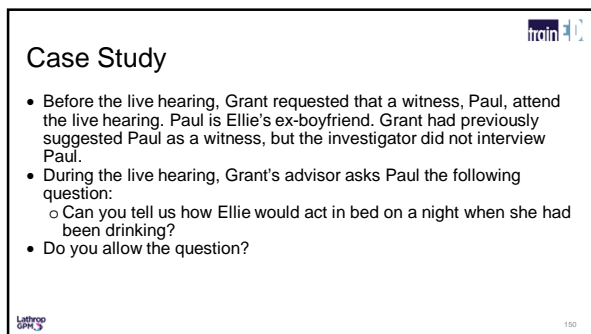 trainED
Case Study
• Before the live hearing, Grant requested that a witness, Paul, attend
the live hearing. Paul is Ellie's ex-boyfriend. Grant had previously
suggested Paul as a witness, but the investigator did not interview
Paul.
• During the live hearing, Grant's advisor asks Paul the following
question:
o Can you tell us how Ellie would act in bed on a night when she had
been drinking?
• Do you allow the question?
Lathrop
GPM
150